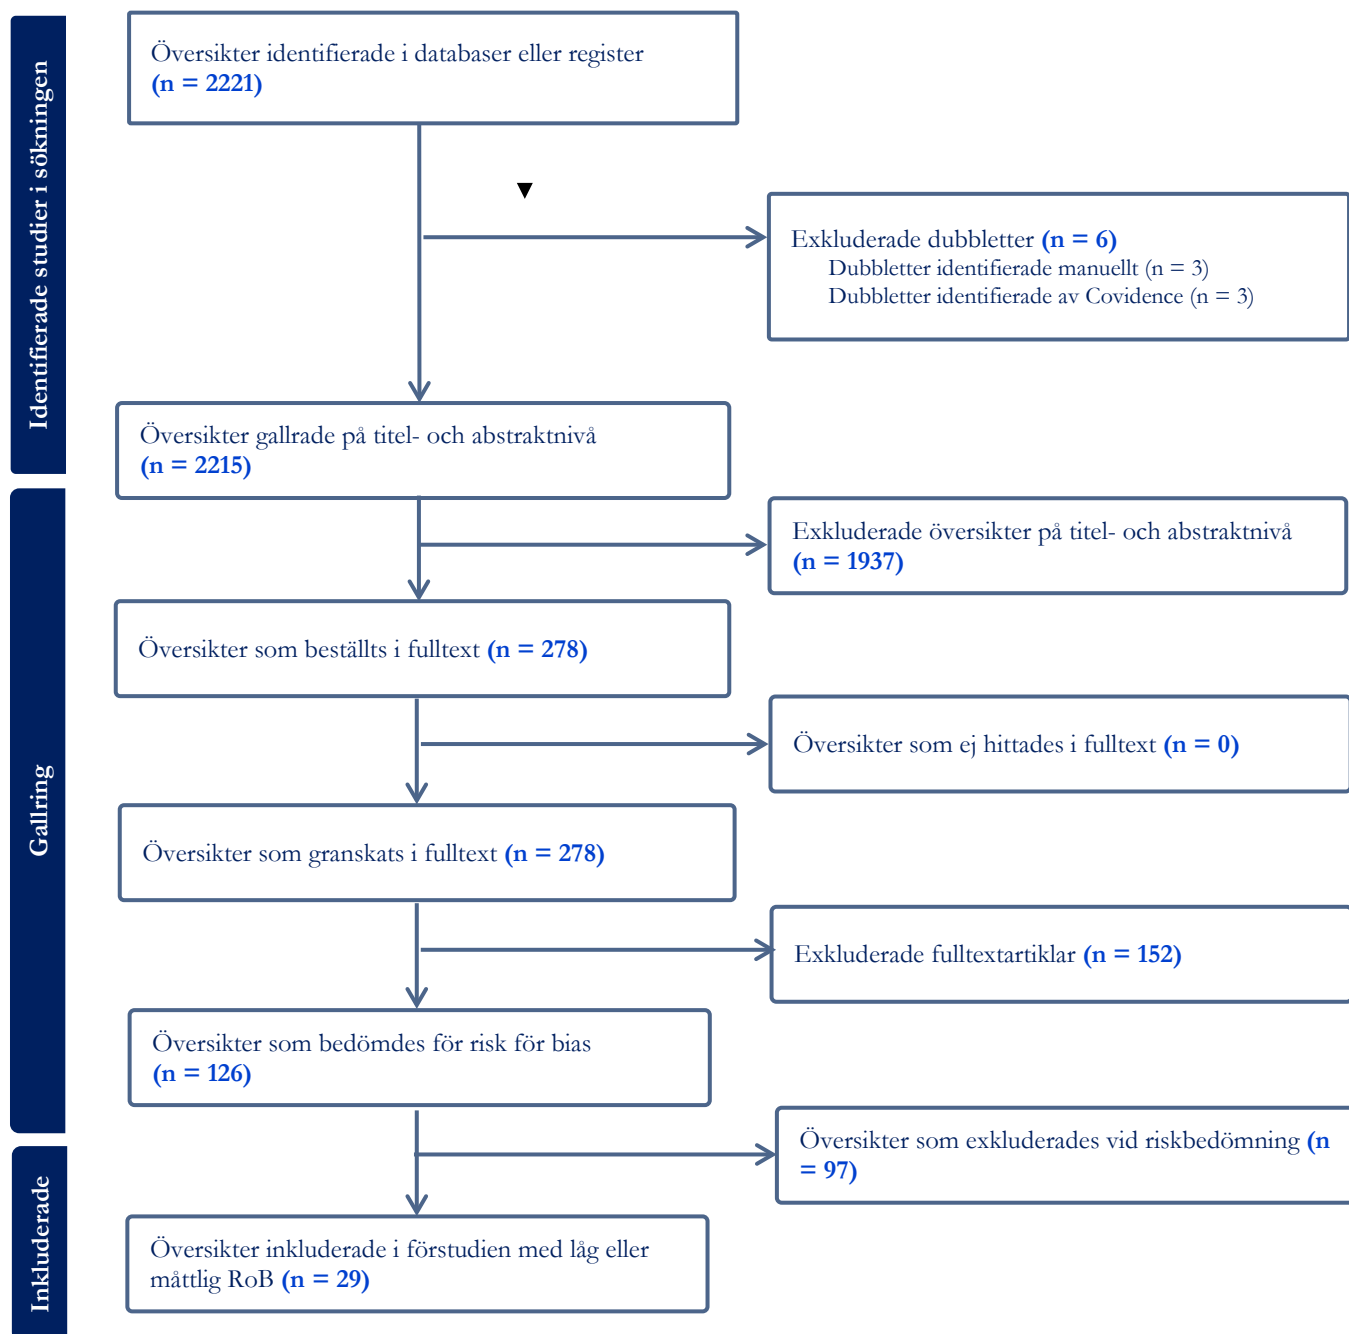 Identifierade studier i sökningen
Översikter identifierade i databaser eller register
(n = 2221)
▼
Exkluderade dubbletter (n = 6)
Dubbletter identifierade manuellt (n = 3)
Dubbletter identifierade av Covidence (n = 3)
Översikter gallrade på titel- och abstraktnivå
(n = 2215)
Gallring
Exkluderade översikter på titel- och abstraktnivå
(n = 1937)
Översikter som beställts i fulltext (n = 278)
Översikter som ej hittades i fulltext (n = 0)
Översikter som granskats i fulltext (n = 278)
Exkluderade fulltextartiklar (n = 152)
Översikter som bedömdes för risk för bias
(n = 126)
Översikter som exkluderades vid riskbedömning (n
= 97)
Inkluderade
Översikter inkluderade i förstudien med låg eller
måttlig RoB (n = 29)